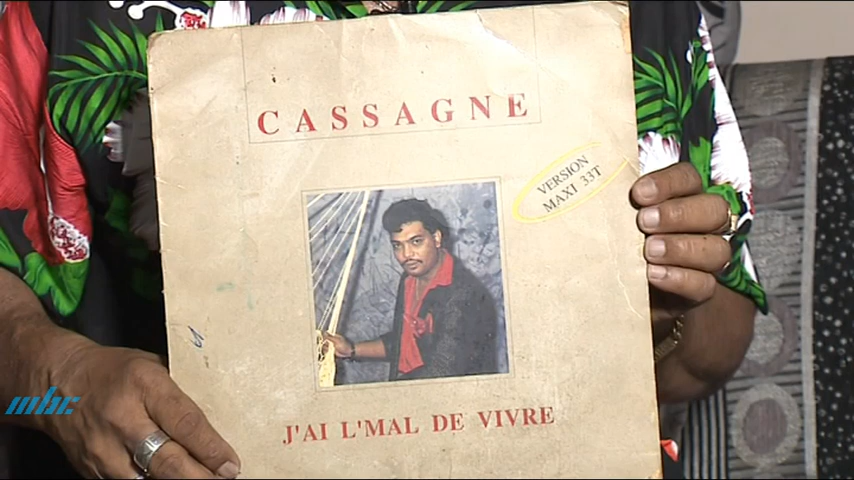 CASSAGNE
VERSION
MAXI 33T
J'AI L'MAL DE VIVRE
mbc